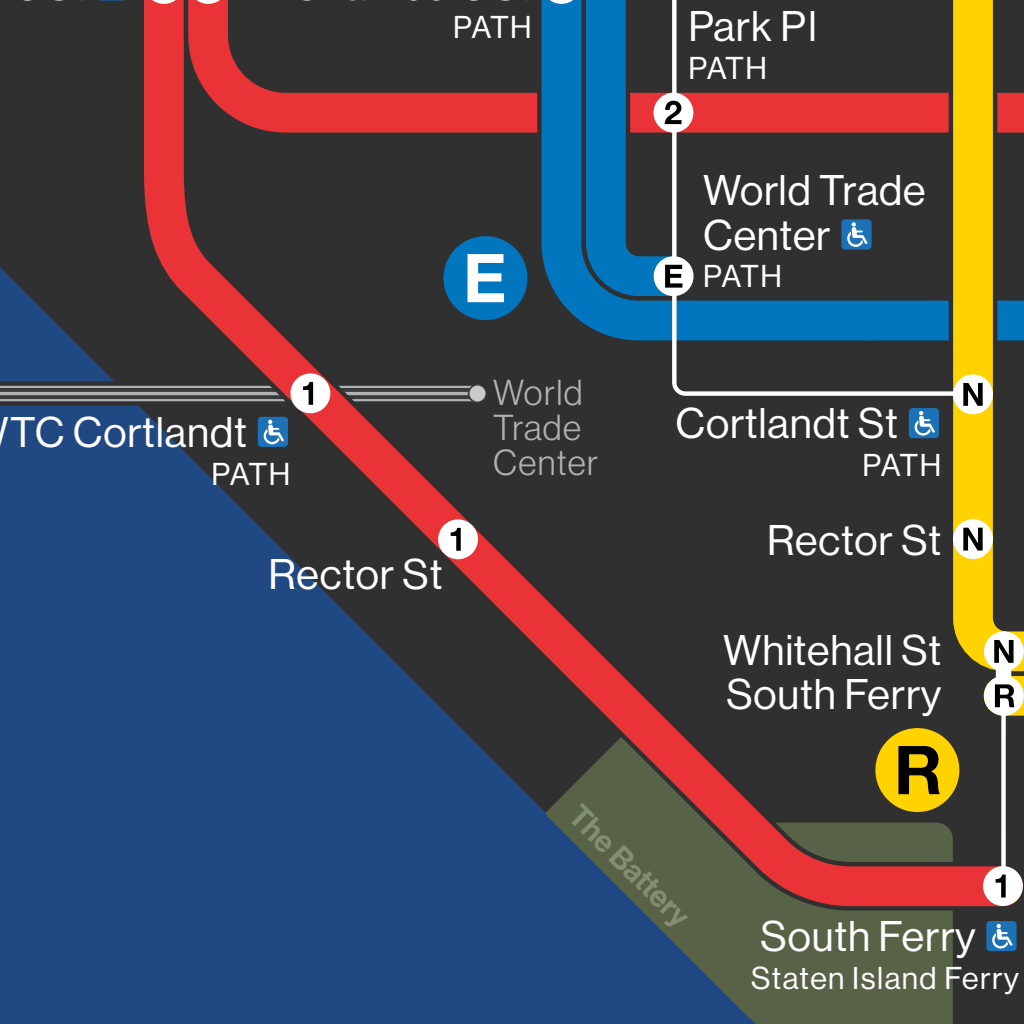 PATH
Park Pl
PATH
2
World Trade
Center
PATH
E
E
1
World
Trade
Center
TC Cortlandt
PATH
N
Cortlandt St
PATH
1
Rector St
Rector St
N
Whitehall St
South Ferry
N
R
R
The Battery
1
South Ferry
Staten Island Ferry